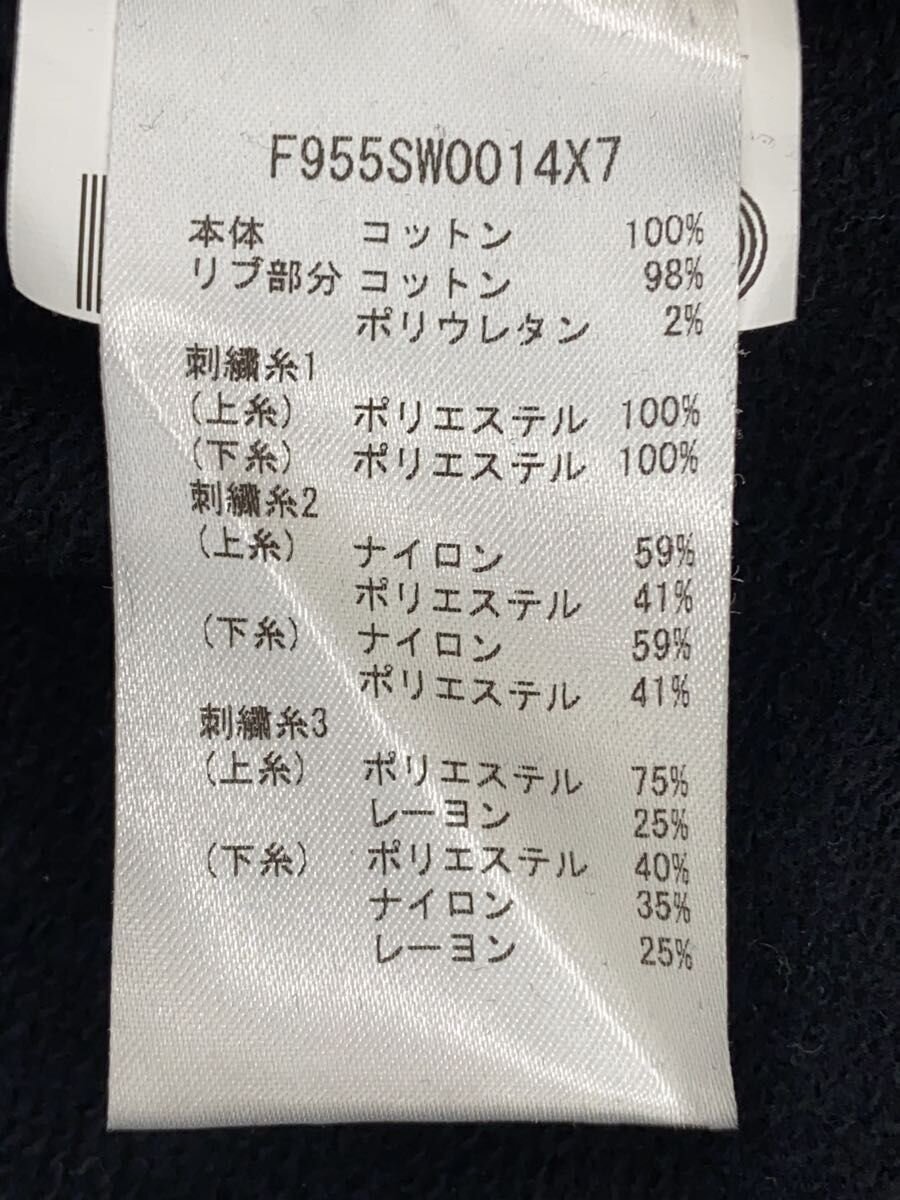 F955SW0014X7
本体 コットン 100%
リブ部分 コットン 98%
ポリウレタン 2%
刺繍糸1
(上糸) ポリエステル 100%
(下糸) ポリエステル 100%
刺繍糸2
(上糸) ナイロン 59%
ポリエステル 41%
(下糸) ナイロン 59%
ポリエステル 41%
刺繍糸3
(上糸) ポリエステル 75%
レーヨン 25%
(下糸) ポリエステル 40%
ナイロン 35%
レーヨン 25%